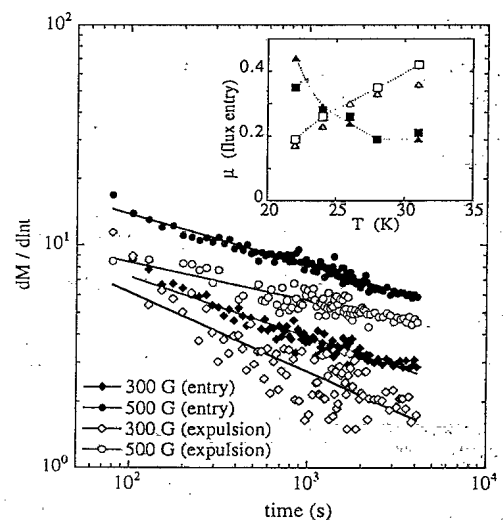 10²
dM / dlnt
10¹
10⁰
10²
10³
10⁴
time (s)
300 G (entry)
500 G (entry)
300 G (expulsion)
500 G (expulsion)
μ (flux entry)
0.4
0.2
0
20
25
30
35
T (K)